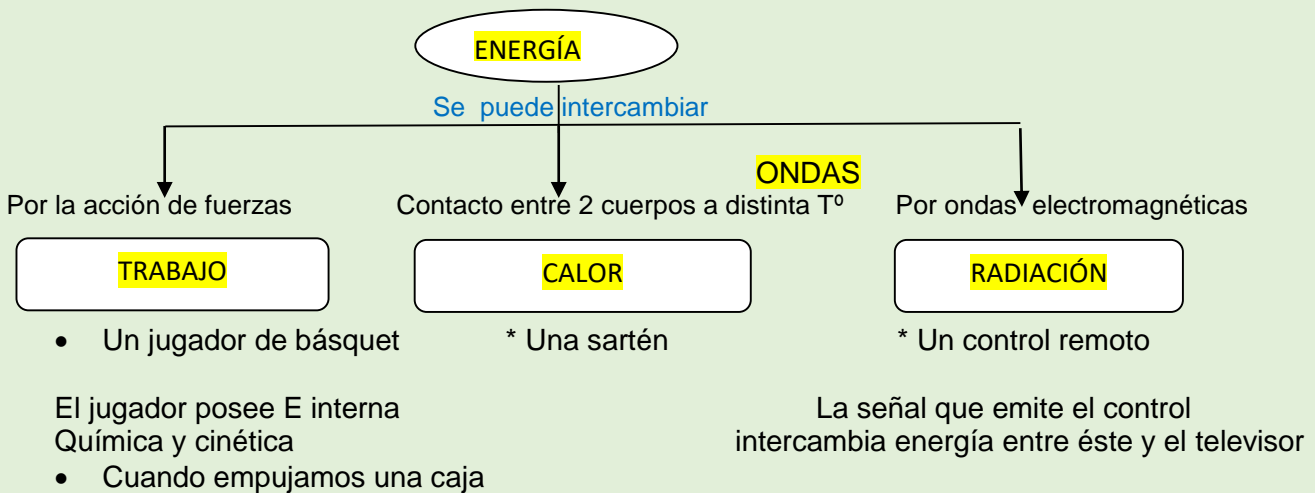 ENERGÍA
Se puede intercambiar
ONDAS
Por la acción de fuerzas
Contacto entre 2 cuerpos a distinta Tº
Por ondas electromagnéticas
TRABAJO
CALOR
RADIACIÓN
• Un jugador de básquet
* Una sartén
* Un control remoto
El jugador posee E interna
Química y cinética
La señal que emite el control
intercambia energía entre éste y el televisor
• Cuando empujamos una caja